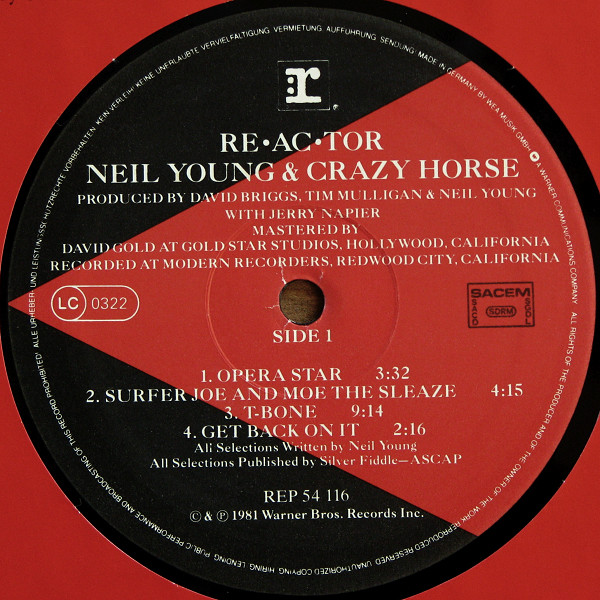 r
RE•AC•TOR
NEIL YOUNG & CRAZY HORSE
PRODUCED BY DAVID BRIGGS, TIM MULLIGAN & NEIL YOUNG
WITH JERRY NAPIER
MASTERED BY
DAVID GOLD AT GOLD STAR STUDIOS, HOLLYWOOD, CALIFORNIA
RECORDED AT MODERN RECORDERS, REDWOOD CITY, CALIFORNIA
LC 0322
SACEM
SACD SDRM SGDL
SIDE 1
1. OPERA STAR 3:32
2. SURFER JOE AND MOE THE SLEAZE 4:15
3. T-BONE 9:14
4. GET BACK ON IT 2:16
All Selections Written by Neil Young
All Selections Published by Silver Fiddle—ASCAP
REP 54 116
© & ℗ 1981 Warner Bros. Records Inc.
ALLE URHEBER- UND LEISTUNGSSCHUTZRECHTE VORBEHALTEN KEIN VERLEIH! KEINE UNERLAUBTE VERVIELFÄLTIGUNG, VERMIETUNG, AUFFÜHRUNG, SENDUNG! MADE IN GERMANY BY WEA MUSIK GMBH A WARNER COMMUNICATIONS COMPANY ALL RIGHTS OF THE PRODUCER AND OF THE OWNER OF THE WORK REPRODUCED RESERVED UNAUTHORIZED COPYING, HIRING, LENDING, PUBLIC PERFORMANCE AND BROADCASTING OF THIS RECORD PROHIBITED!